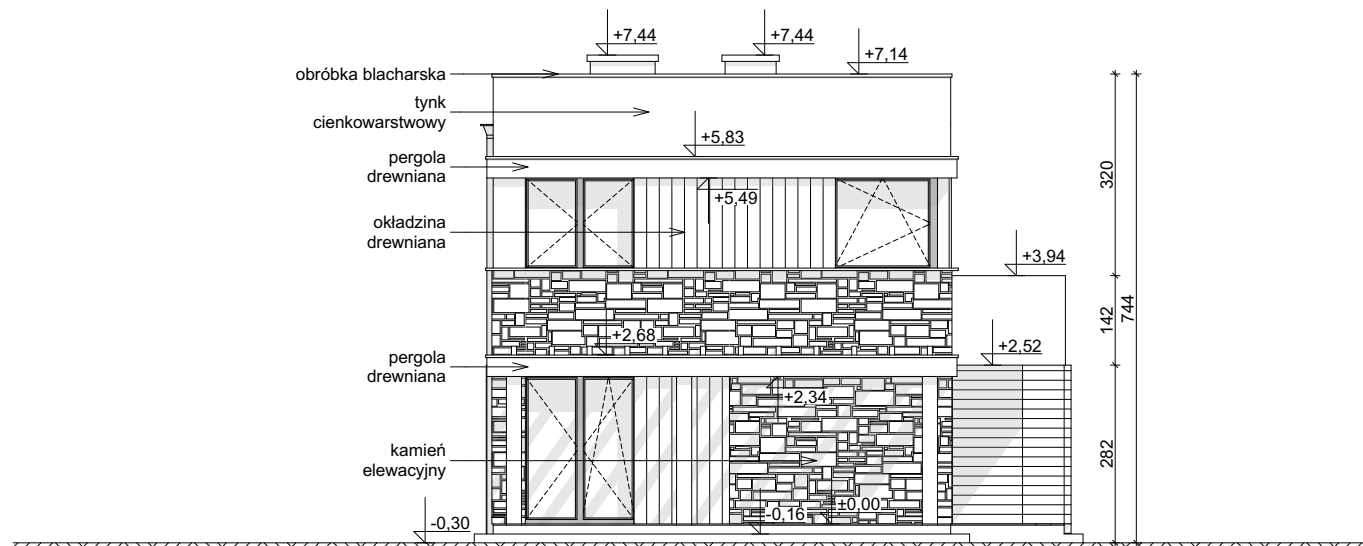 +7,44
+7,44
+7,14
obróbka blacharska
tynk
cienkowarstwowy
+5,83
pergola
drewniana
+5,49
okładzina
drewniana
+3,94
+2,68
+2,52
pergola
drewniana
+2,34
kamień
elewacyjny
±0,00
-0,16
-0,30
320
142
282
744